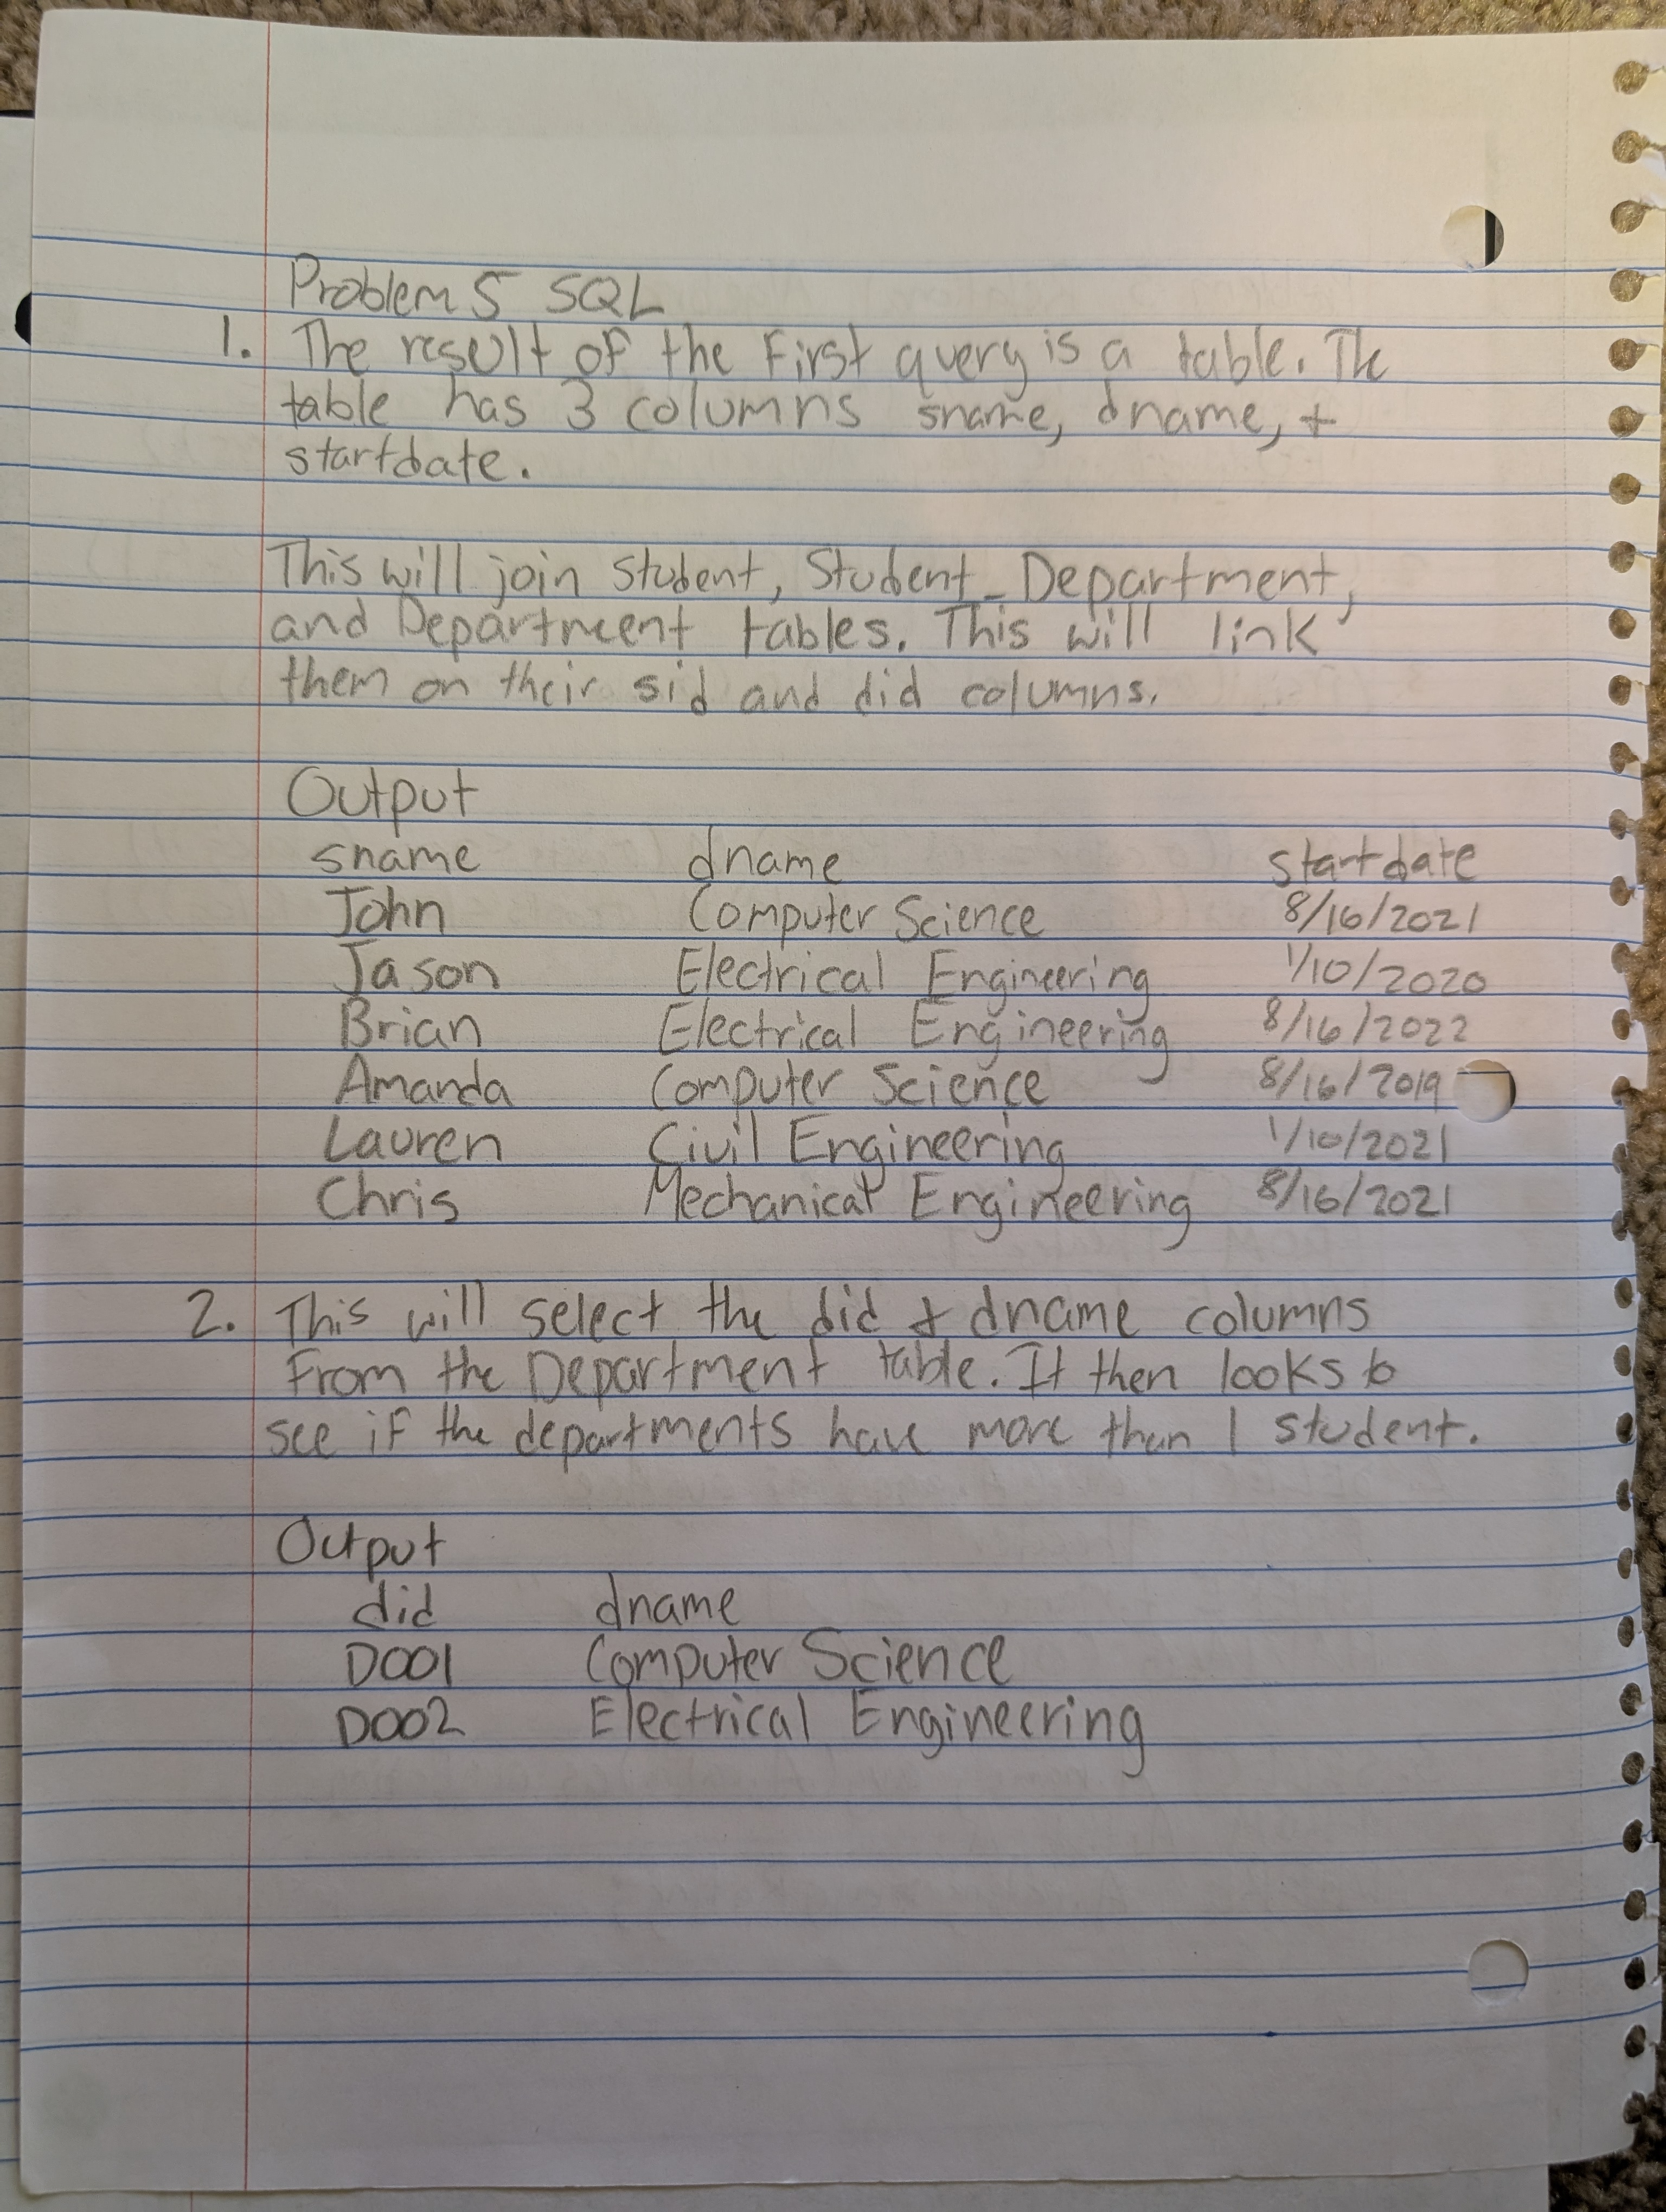 Problem 5 SQL
1. The result of the First query is a table. The
table has 3 columns sname, dname, +
startdate.
This will join Student, Student_Department,
and Department tables. This will link
them on their sid and did columns.
Output
sname dname startdate
John Computer Science 8/16/2021
Jason Electrical Engineering 1/10/2020
Brian Electrical Engineering 8/16/2022
Amanda Computer Science 8/16/2019
Lauren Civil Engineering 1/10/2021
Chris Mechanical Engineering 8/16/2021
2. This will select the did & dname columns
From the Department table. It then looks to
see if the departments have more than 1 student.
Output
did dname
D001 Computer Science
D002 Electrical Engineering